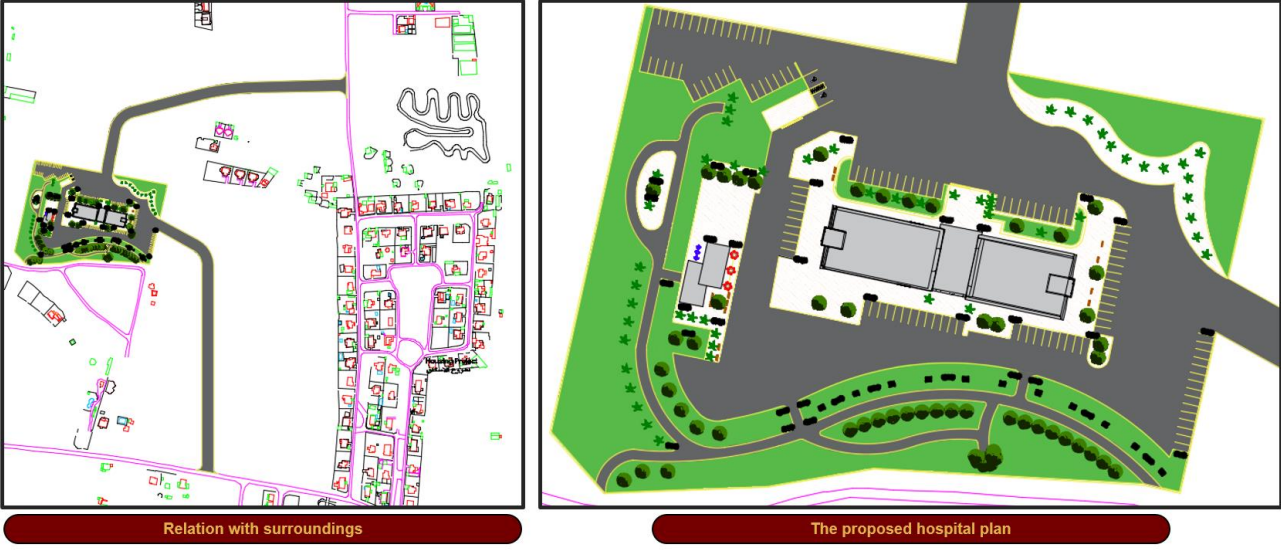 Housing Project
Relation with surroundings
The proposed hospital plan